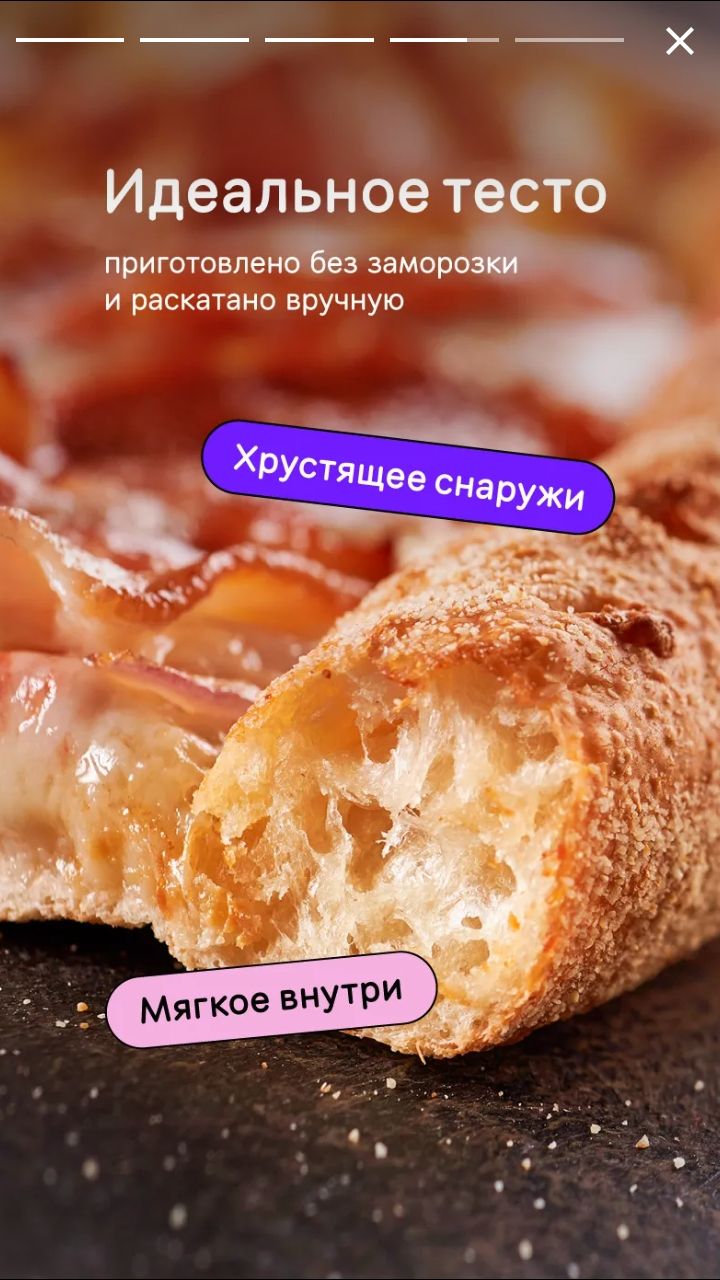 Идеальное тесто
приготовлено без заморозки
и раскатано вручную
Хрустящее снаружи
Мягкое внутри